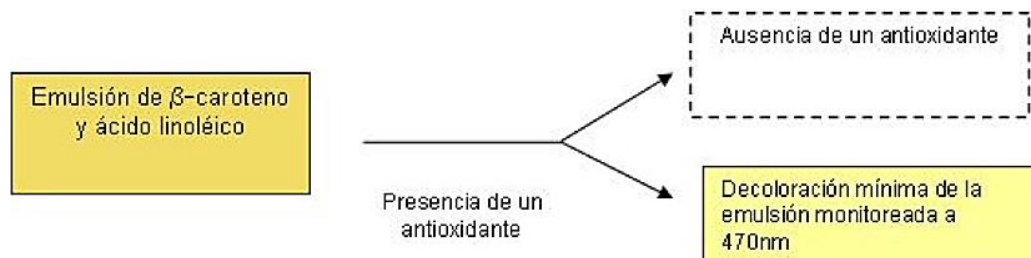 Emulsión de β-caroteno
y ácido linoléico
Presencia de un
antioxidante
Ausencia de un antioxidante
Decoloración mínima de la
emulsión monitoreada a
470nm